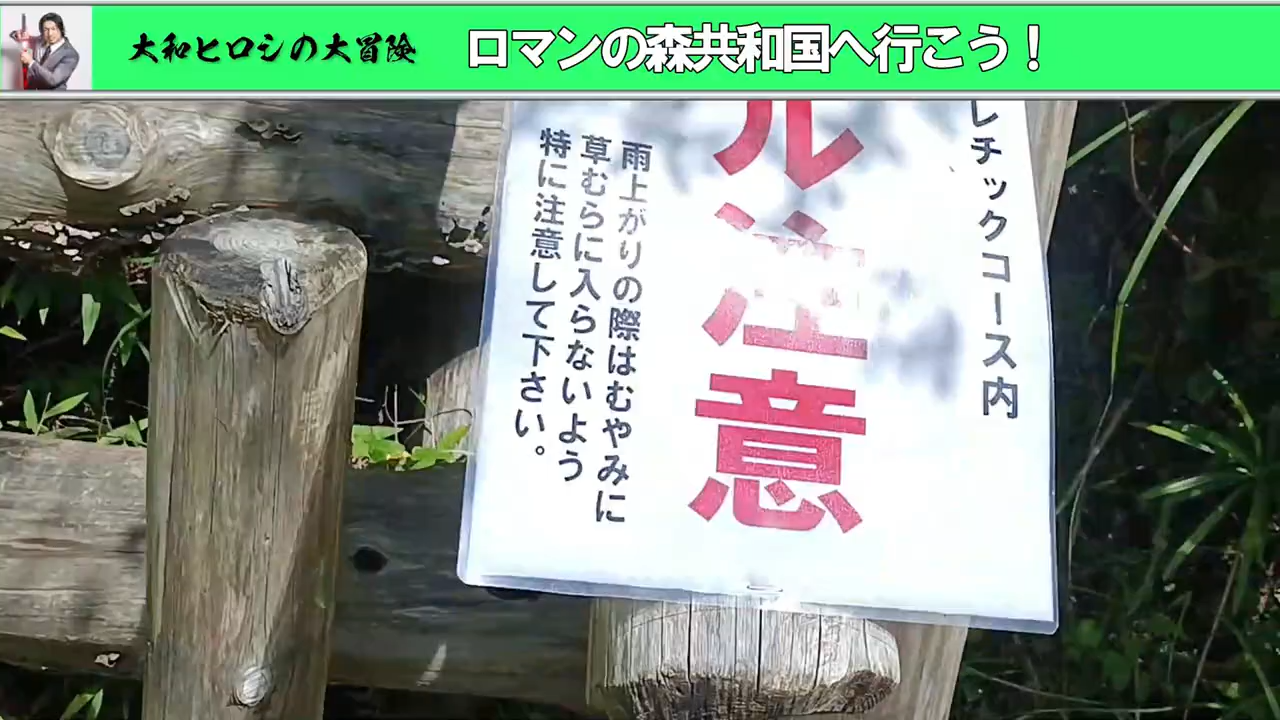 大和ヒロシの大冒険
ロマンの森共和国へ行こう！
レチックコース内
ル注意
雨上がりの際はむやみに
草むらに入らないよう
特に注意して下さい。